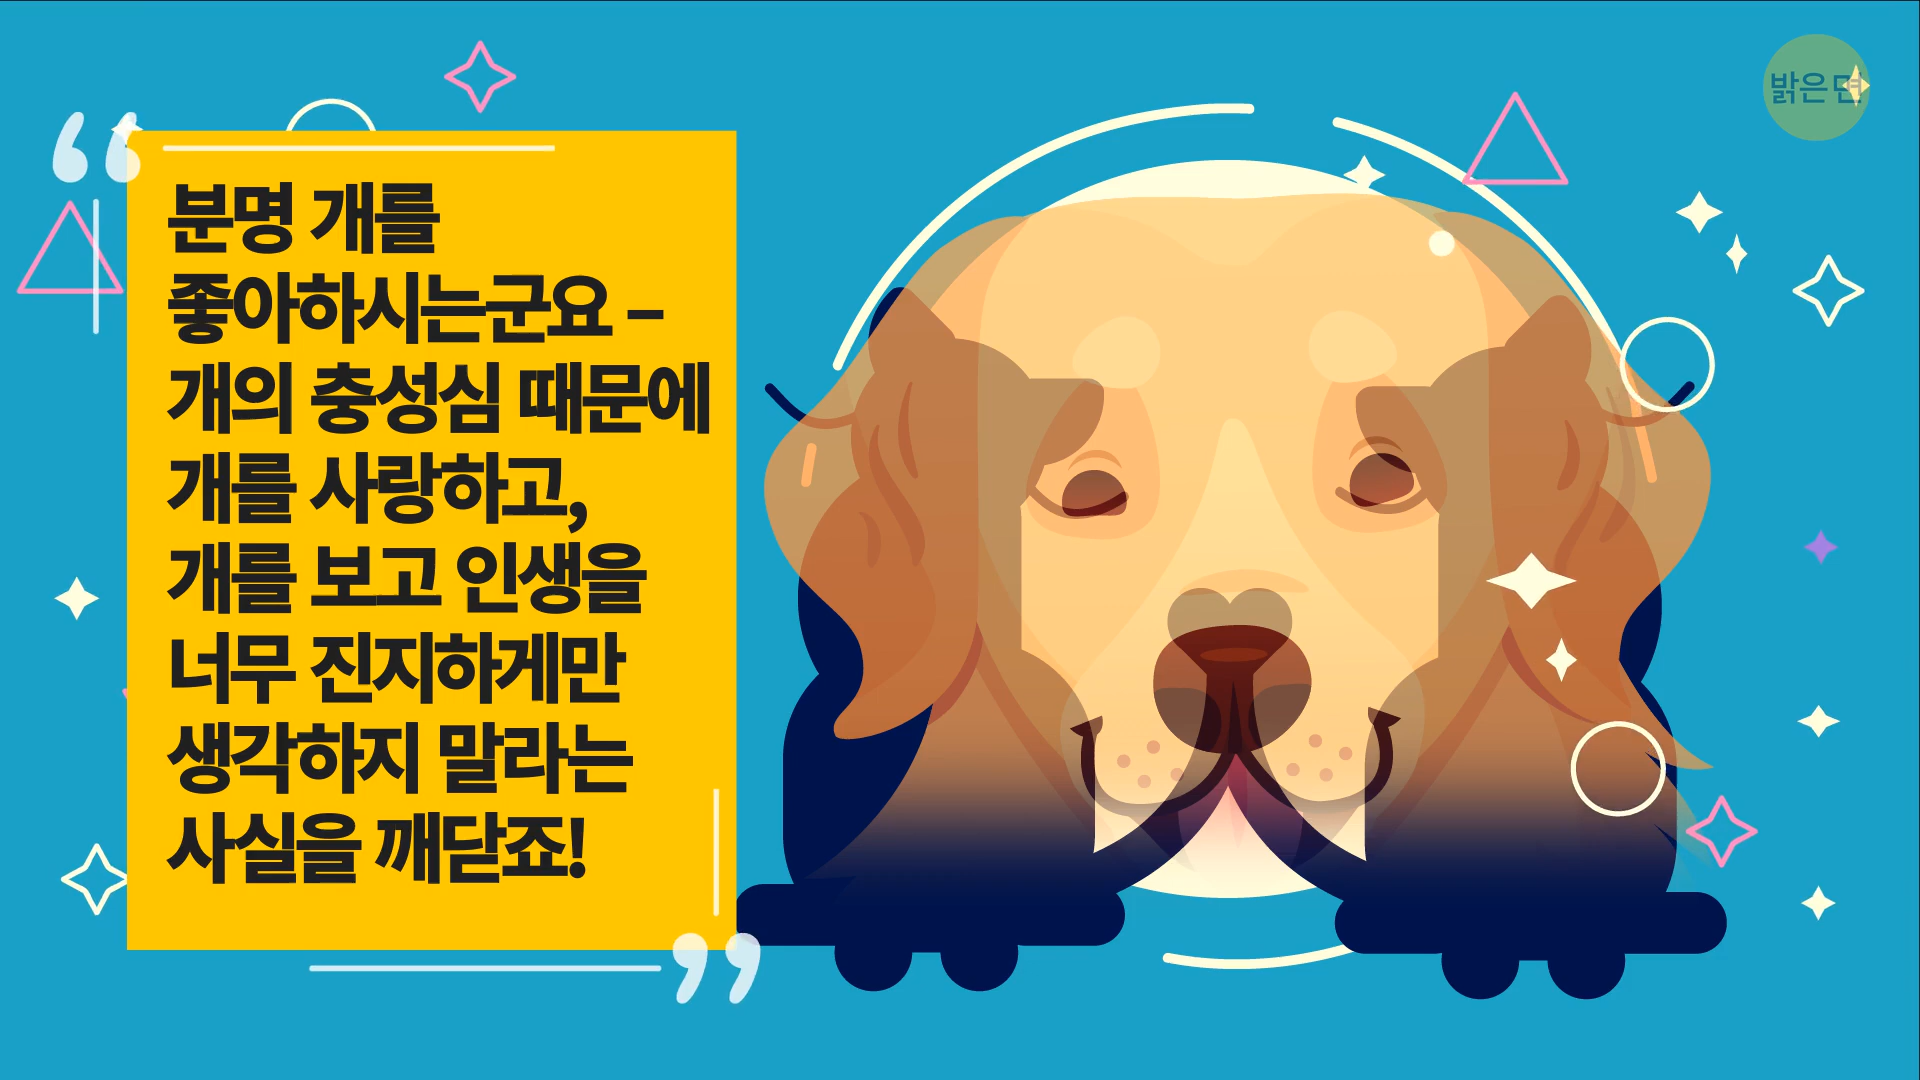 밝은면
분명 개를
좋아하시는군요 –
개의 충성심 때문에
개를 사랑하고,
개를 보고 인생을
너무 진지하게만
생각하지 말라는
사실을 깨닫죠!